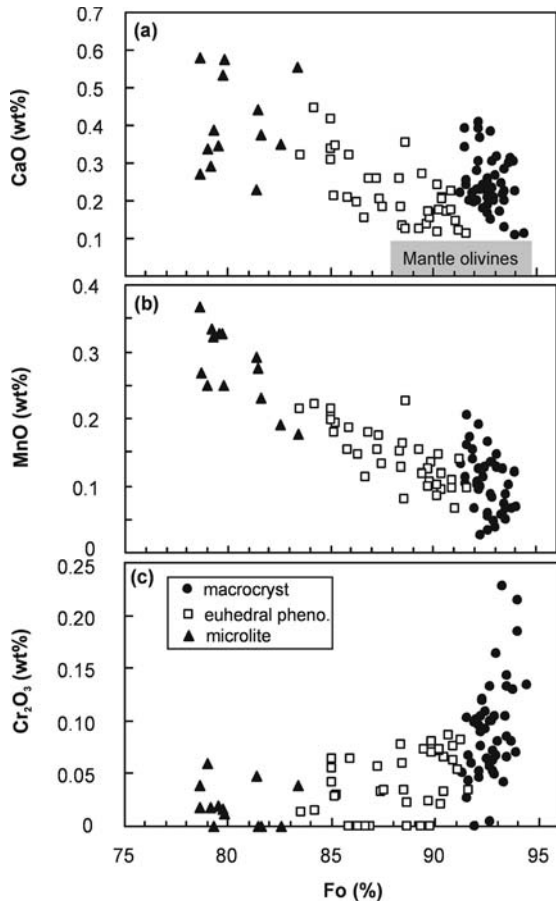 0.7
(a)
0.6
0.5
0.4
0.3
0.2
0.1
CaO (wt%)
Mantle olivines
0.4
(b)
0.3
0.2
0.1
0
MnO (wt%)
0.25
(c)
0.20
0.15
0.10
0.05
0
Cr₂O₃ (wt%)
macrocryst
euhedral pheno.
microlite
75 80 85 90 95
Fo (%)